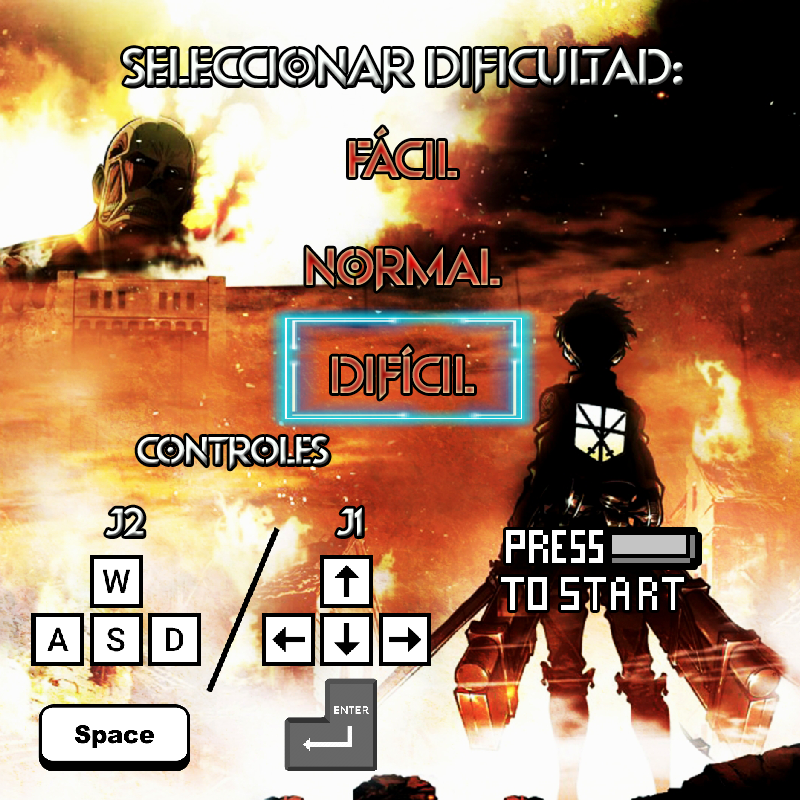 SELECCIONAR DIFICULTAD:
FÁCIL
NORMAL
DIFÍCIL
CONTROLES
J2 J1
W
A S D
PRESS
TO START
ENTER
Space